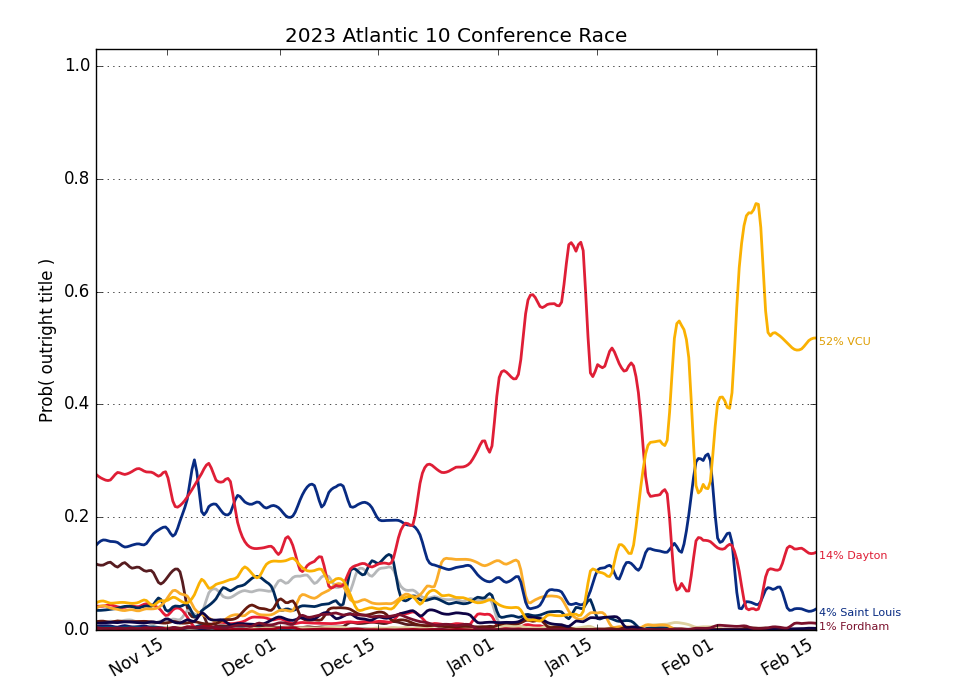 2023 Atlantic 10 Conference Race
Prob( outright title )
1.0
0.8
0.6
0.4
0.2
0.0
52% VCU
14% Dayton
4% Saint Louis
1% Fordham
Nov 15
Dec 01
Dec 15
Jan 01
Jan 15
Feb 01
Feb 15